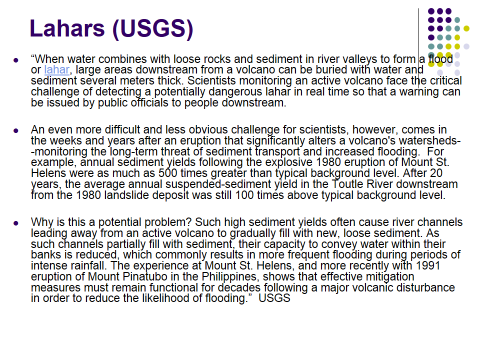 Lahars (USGS)
“When water combines with loose rocks and sediment in river valleys to form a flood
or lahar, large areas downstream from a volcano can be buried with water and
sediment several meters thick. Scientists monitoring an active volcano face the critical
challenge of detecting a potentially dangerous lahar in real time so that a warning can
be issued by public officials to people downstream.
An even more difficult and less obvious challenge for scientists, however, comes in
the weeks and years after an eruption that significantly alters a volcano's watersheds-
-monitoring the long-term threat of sediment transport and increased flooding. For
example, annual sediment yields following the explosive 1980 eruption of Mount St.
Helens were as much as 500 times greater than typical background level. After 20
years, the average annual suspended-sediment yield in the Toutle River downstream
from the 1980 landslide deposit was still 100 times above typical background level.
Why is this a potential problem? Such high sediment yields often cause river channels
leading away from an active volcano to gradually fill with new, loose sediment. As
such channels partially fill with sediment, their capacity to convey water within their
banks is reduced, which commonly results in more frequent flooding during periods of
intense rainfall. The experience at Mount St. Helens, and more recently with 1991
eruption of Mount Pinatubo in the Philippines, shows that effective mitigation
measures must remain functional for decades following a major volcanic disturbance
in order to reduce the likelihood of flooding.” USGS